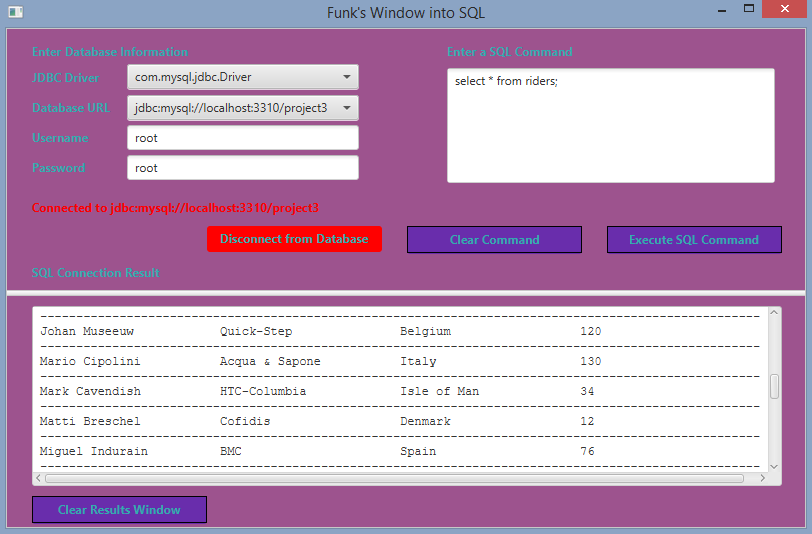 Funk's Window into SQL
Enter Database Information
JDBC Driver com.mysql.jdbc.Driver
Database URL jdbc:mysql://localhost:3310/project3
Username root
Password root
Enter a SQL Command
select * from riders;
Connected to jdbc:mysql://localhost:3310/project3
Disconnect from Database Clear Command Execute SQL Command
SQL Connection Result
Johan Museeuw Quick-Step Belgium 120
Mario Cipolini Acqua & Sapone Italy 130
Mark Cavendish HTC-Columbia Isle of Man 34
Matti Breschel Cofidis Denmark 12
Miguel Indurain BMC Spain 76
Clear Results Window